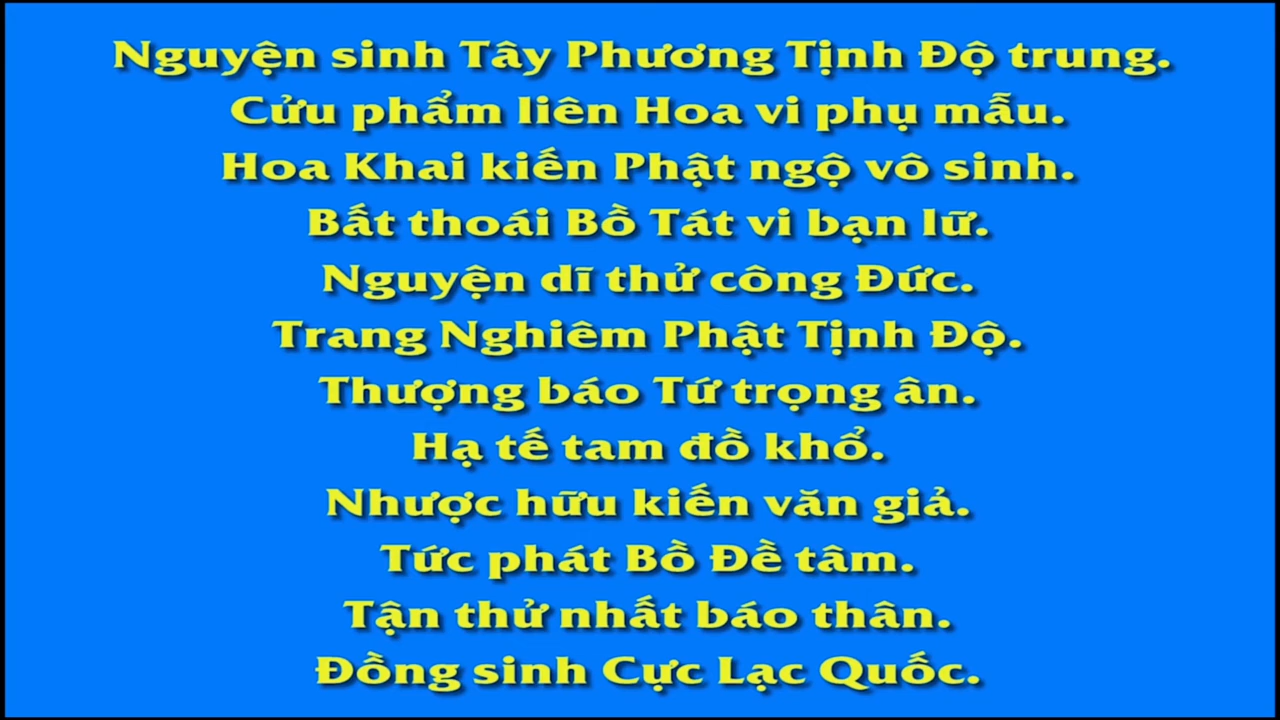 Nguyện sinh Tây Phương Tịnh Độ trung.
Cửu phẩm liên Hoa vi phụ mẫu.
Hoa Khai kiến Phật ngộ vô sinh.
Bất thoái Bồ Tát vi bạn lữ.
Nguyện dĩ thử công Đức.
Trang Nghiêm Phật Tịnh Độ.
Thượng báo Tứ trọng ân.
Hạ tế tam đồ khổ.
Nhược hữu kiến văn giả.
Tức phát Bồ Đề tâm.
Tận thử nhất báo thân.
Đồng sinh Cực Lạc Quốc.